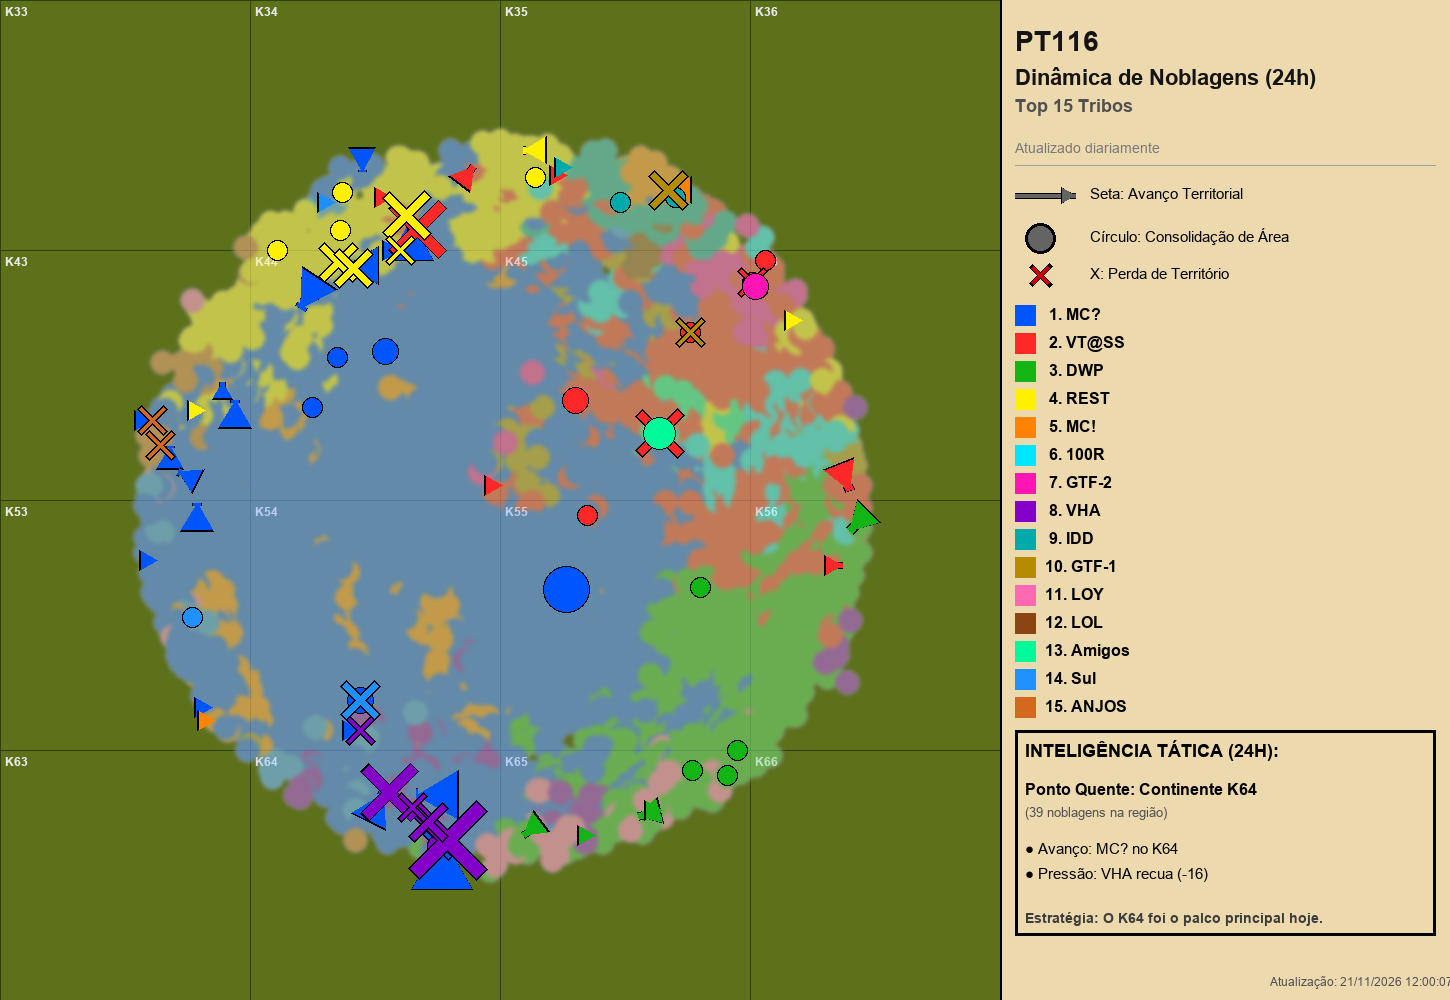 K33
K34
K35
K36
K43
K44
K45
K53
K54
K55
K56
K63
K64
K65
K66
PT116
Dinâmica de Noblagens (24h)
Top 15 Tribos
Atualizado diariamente
Seta: Avanço Territorial
Círculo: Consolidação de Área
X: Perda de Território
1. MC?
2. VT@SS
3. DWP
4. REST
5. MC!
6. 100R
7. GTF-2
8. VHA
9. IDD
10. GTF-1
11. LOY
12. LOL
13. Amigos
14. Sul
15. ANJOS
INTELIGÊNCIA TÁTICA (24H):
Ponto Quente: Continente K64
(39 noblagens na região)
● Avanço: MC? no K64
● Pressão: VHA recua (-16)
Estratégia: O K64 foi o palco principal hoje.
Atualização: 21/11/2026 12:00:07